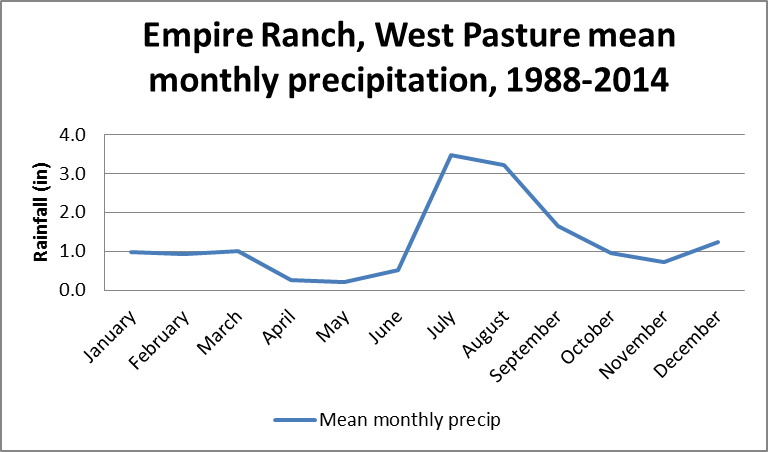 Empire Ranch, West Pasture mean
monthly precipitation, 1988-2014
4.0
3.0
2.0
1.0
0.0
Rainfall (in)
January
February
March
April
May
June
July
August
September
October
November
December
Mean monthly precip